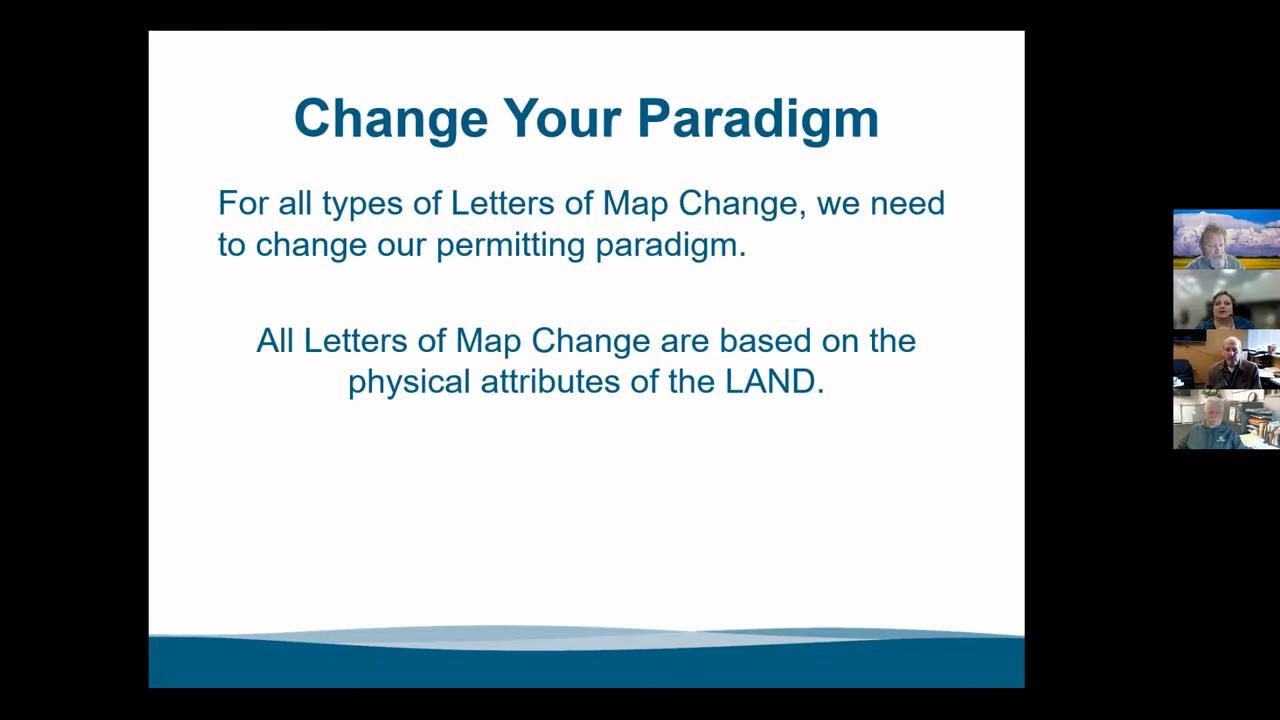 Change Your Paradigm
For all types of Letters of Map Change, we need
to change our permitting paradigm.
All Letters of Map Change are based on the
physical attributes of the LAND.